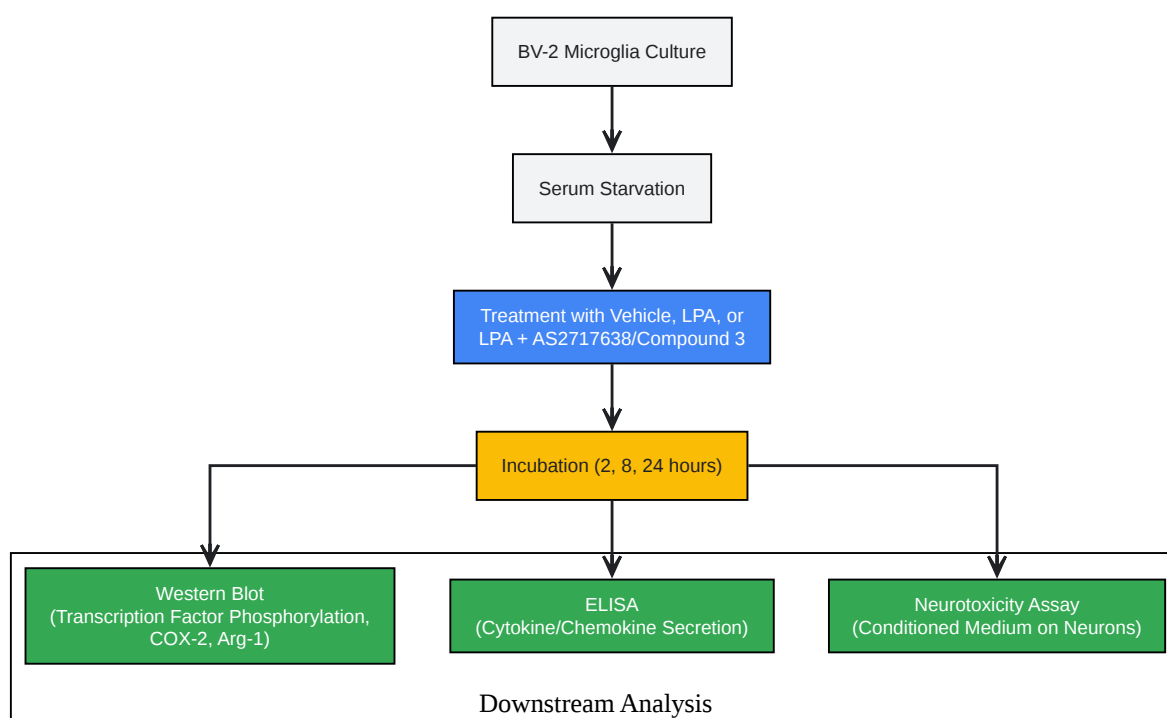 BV-2 Microglia Culture
Serum Starvation
Treatment with Vehicle, LPA, or
LPA + AS2717638/Compound 3
Incubation (2, 8, 24 hours)
Western Blot
(Transcription Factor Phosphorylation,
COX-2, Arg-1)
ELISA
(Cytokine/Chemokine Secretion)
Neurotoxicity Assay
(Conditioned Medium on Neurons)
Downstream Analysis